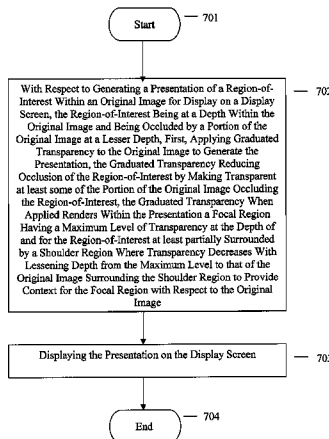 Start
701
With Respect to Generating a Presentation of a Region-of-
Interest Within an Original Image for Display on a Display
Screen, the Region-of-Interest Being at a Depth Within the
Original Image and Being Occluded by a Portion of the
Original Image at a Lesser Depth, First, Applying Graduated
Transparency to the Original Image to Generate the
Presentation, the Graduated Transparency Reducing
Occlusion of the Region-of-Interest by Making Transparent
at least some of the Portion of the Original Image Occluding
the Region-of-Interest, the Graduated Transparency When
Applied Renders Within the Presentation a Focal Region
Having a Maximum Level of Transparency at the Depth of
and for the Region-of-Interest at least partially Surrounded
by a Shoulder Region Where Transparency Decreases With
Lessening Depth from the Maximum Level to that of the
Original Image Surrounding the Shoulder Region to Provide
Context for the Focal Region with Respect to the Original
Image
702
Displaying the Presentation on the Display Screen
703
End
704